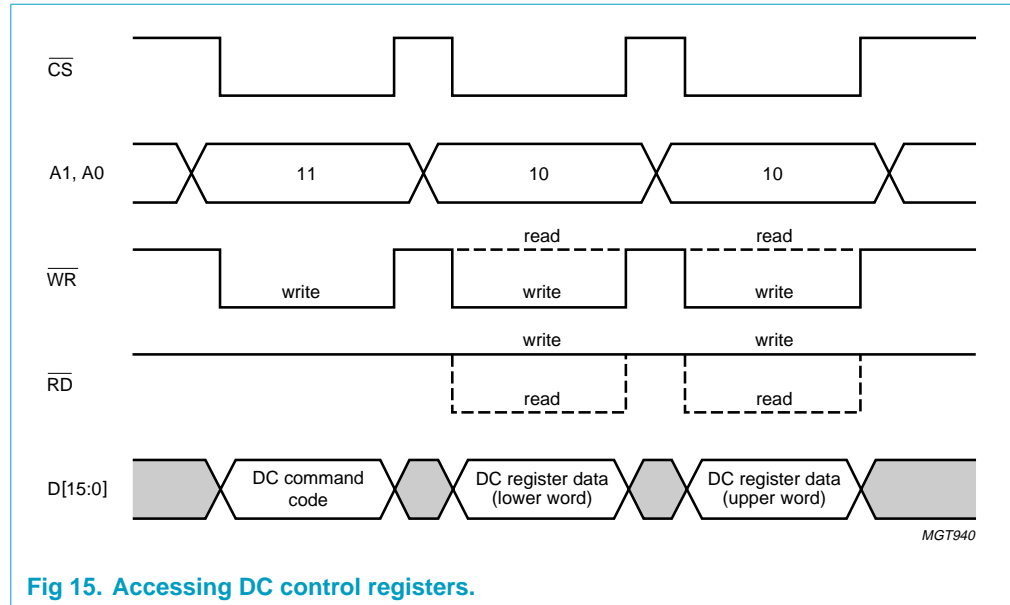 CS
A1, A0
11
10
10
read
read
WR
write
write
write
write
write
RD
read
read
D[15:0]
DC command
code
DC register data
(lower word)
DC register data
(upper word)
MGT940
Fig 15. Accessing DC control registers.